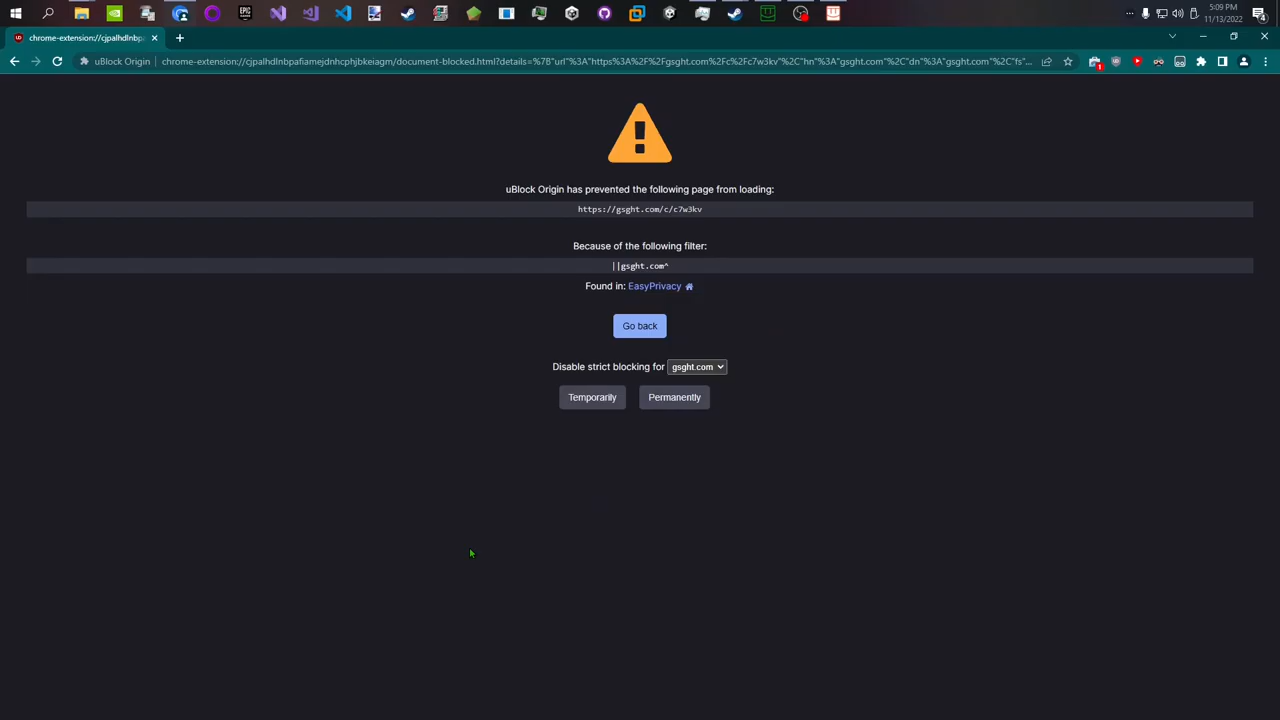 5:09 PM
11/13/2022
4
chrome-extension://cjpalhdlnbpa
uBlock Origin | chrome-extension://cjpalhdlnbpafiamejdnhcphjbkeiagm/document-blocked.html?details=%7B"url"%3A"https%3A%2F%2Fgsght.com%2Fc%2Fc7w3kv"%2C"hn"%3A"gsght.com"%2C"dn"%3A"gsght.com"%2C"fs"...
1
uBlock Origin has prevented the following page from loading:
https://gsght.com/c/c7w3kv
Because of the following filter:
||gsght.com^
Found in: EasyPrivacy
Go back
Disable strict blocking for gsght.com
Temporarily Permanently